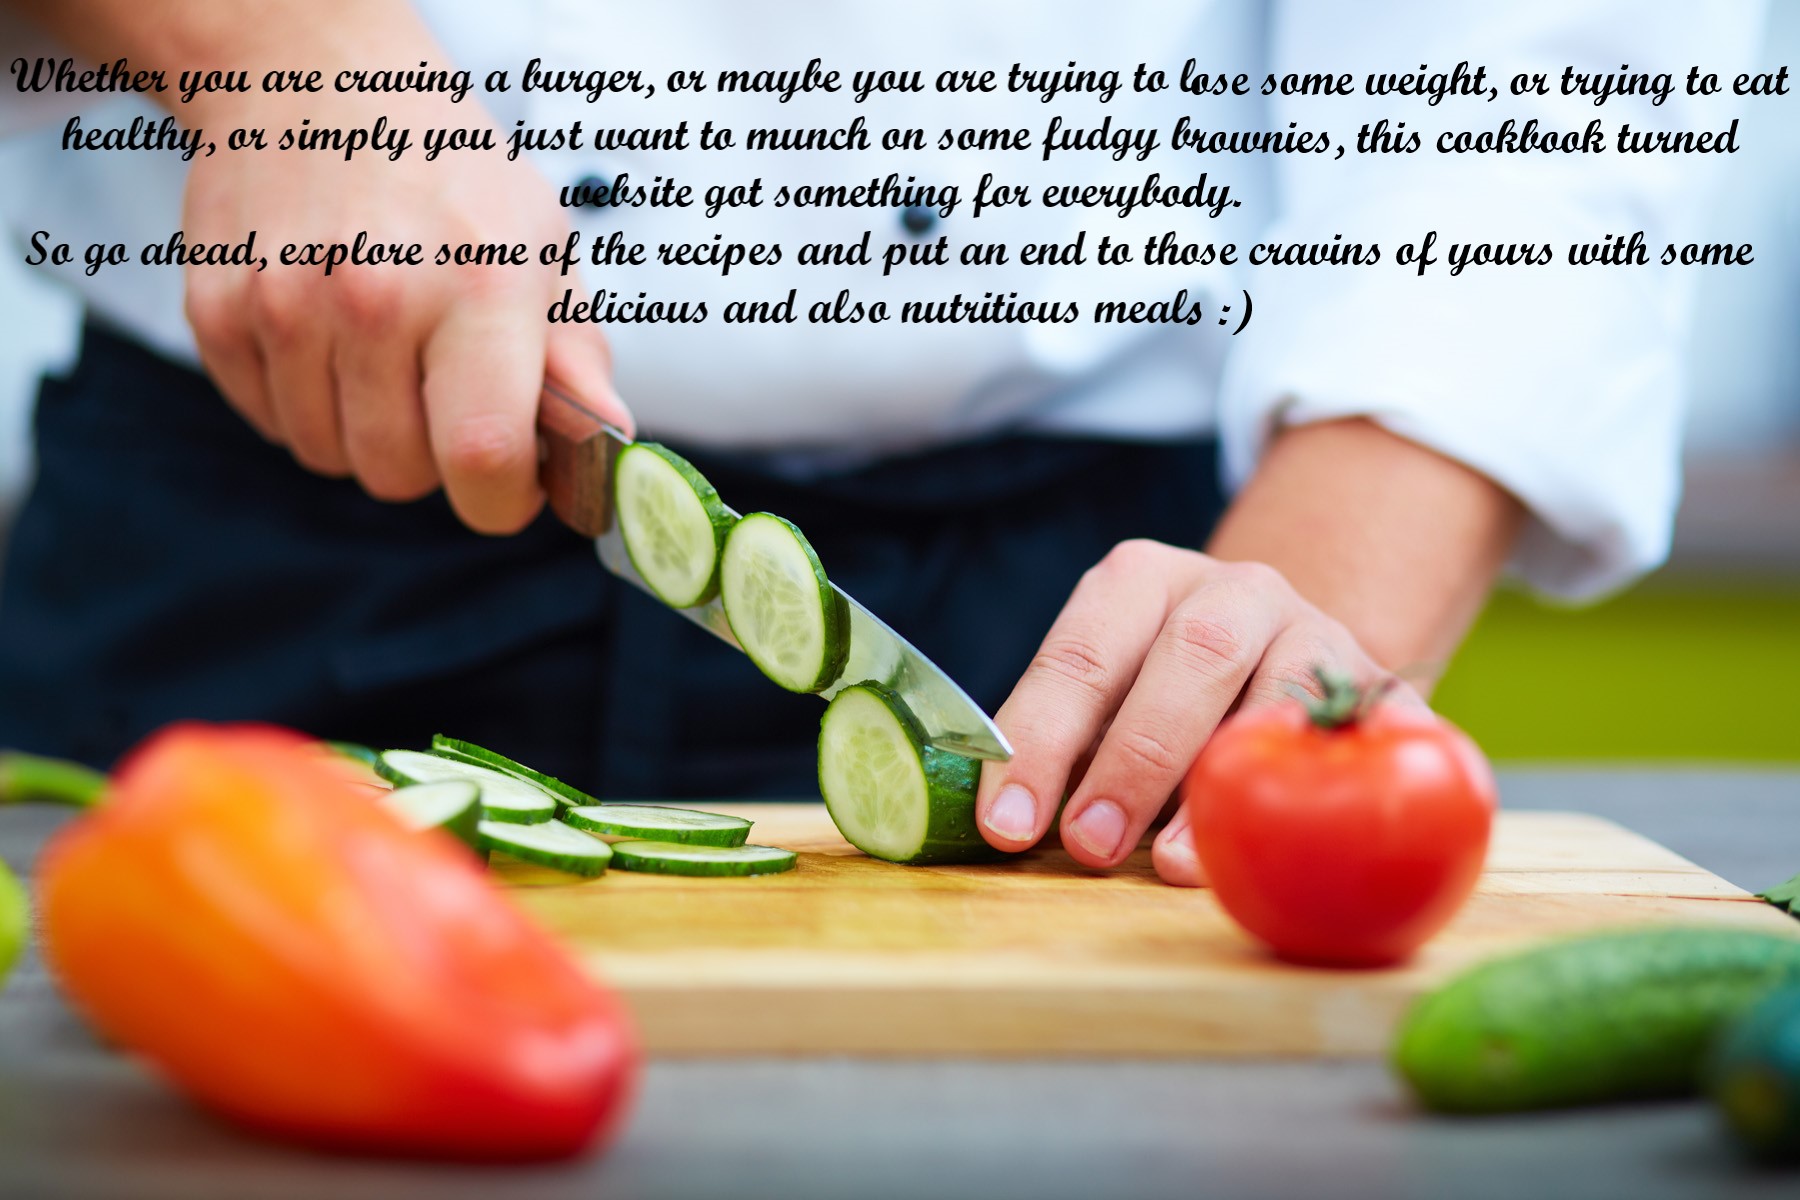 Whether you are craving a burger, or maybe you are trying to lose some weight, or trying to eat
healthy, or simply you just want to munch on some fudgy brownies, this cookbook turned
website got something for everybody.
So go ahead, explore some of the recipes and put an end to those cravins of yours with some
delicious and also nutritious meals :)